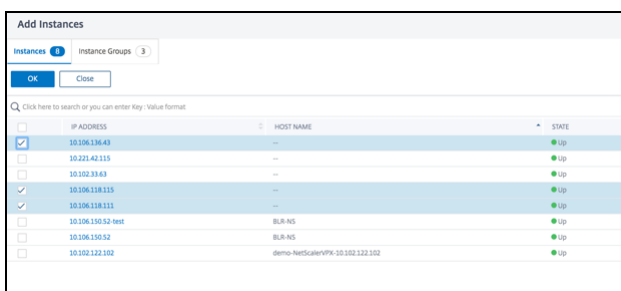 Add Instances
Instances 8 Instance Groups 3
OK Close
Click here to search or you can enter Key : Value format
IP ADDRESS HOST NAME STATE
10.106.136.43 -- Up
10.221.42.115 -- Up
10.102.33.63 -- Up
10.106.118.115 -- Up
10.106.118.111 -- Up
10.106.150.52-test BLR-NS Up
10.106.150.52 BLR-NS Up
10.102.122.102 demo-NetScalerVPX-10.102.122.102 Up